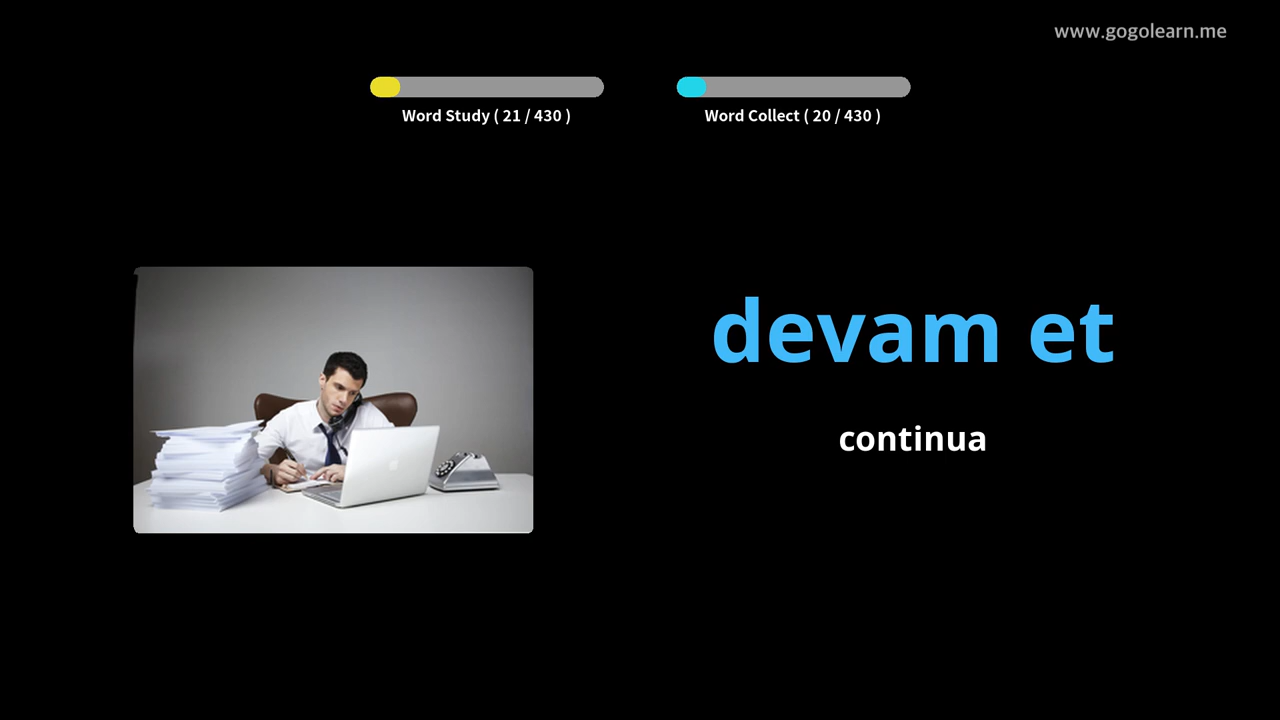 www.gogolearn.me
Word Study ( 21 / 430 )
Word Collect ( 20 / 430 )
devam et
continua